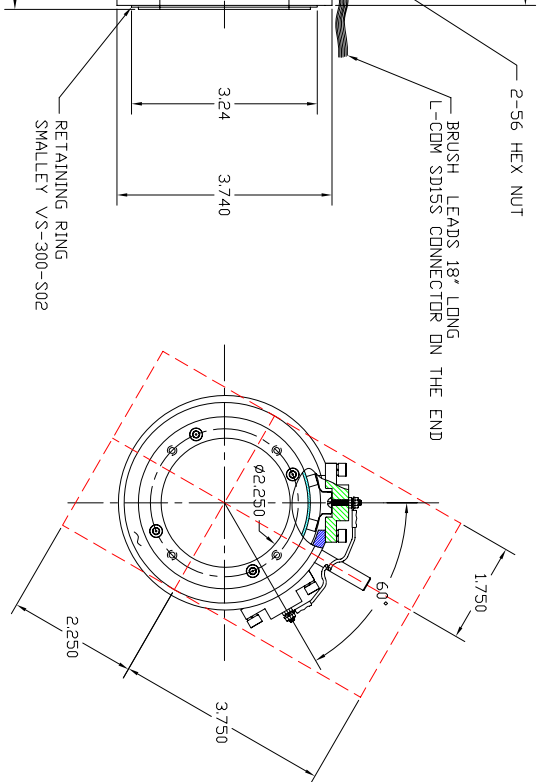 2-56 HEX NUT
BRUSH LEADS 18" LONG
L-COM SD15S CONNECTOR ON THE END
3.24
3.740
RETAINING RING
SMALLEY VS-300-S02
ø2.250
60°
1.750
2.250
3.750